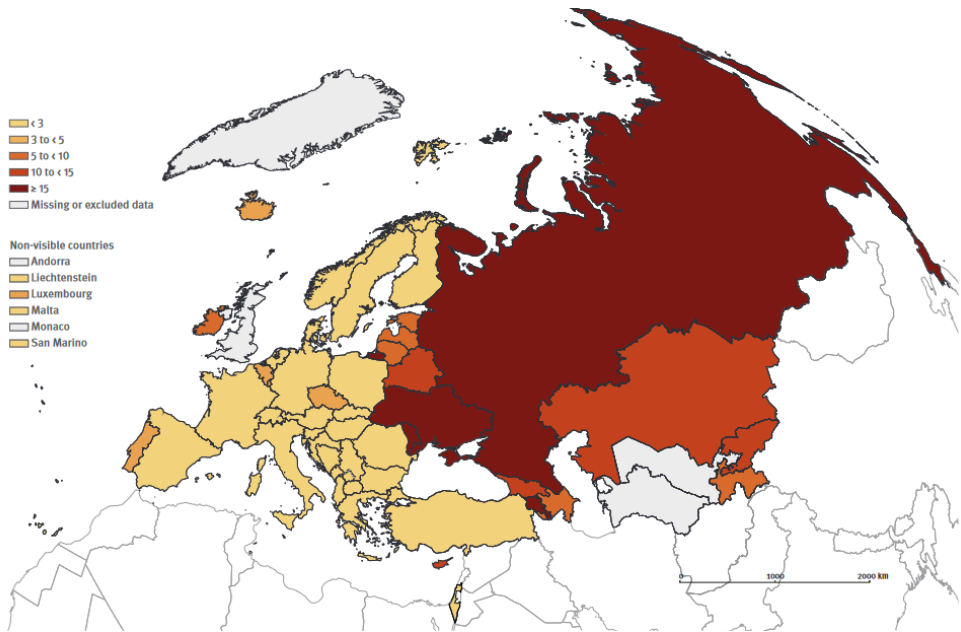 < 3
3 to < 5
5 to < 10
10 to < 15
≥ 15
Missing or excluded data
Non-visible countries
Andorra
Liechtenstein
Luxembourg
Malta
Monaco
San Marino
0 1000 2000 km